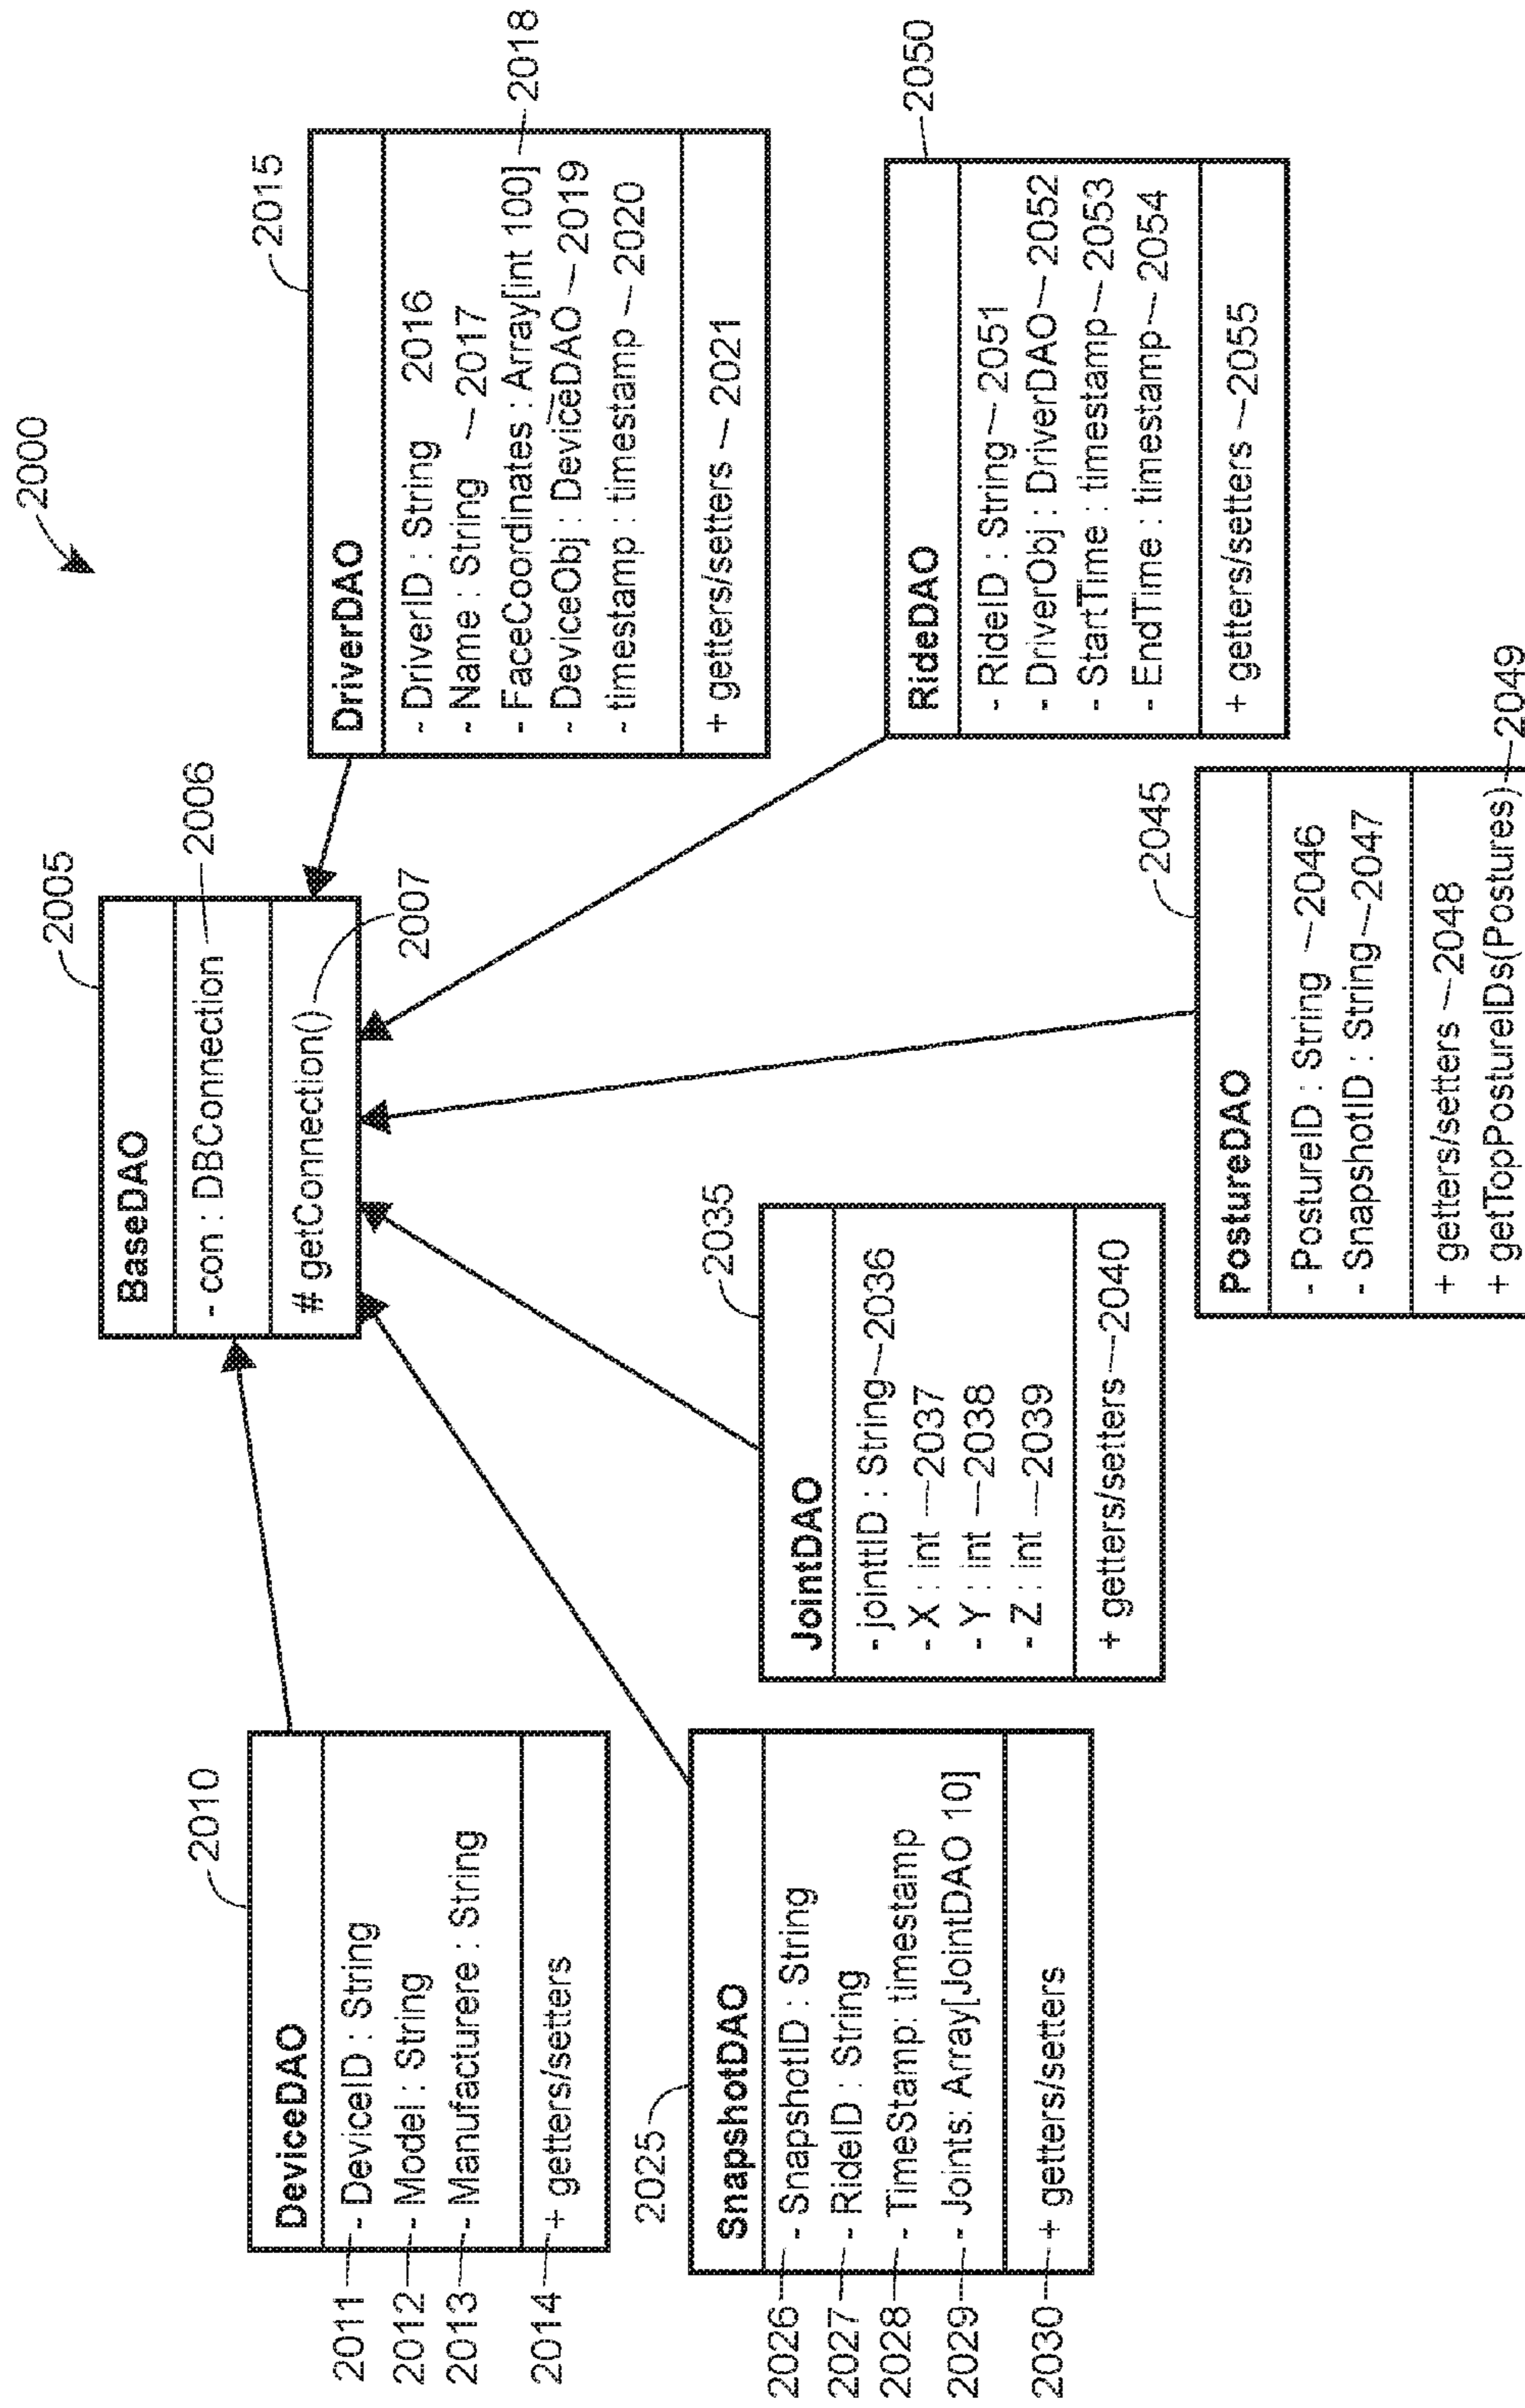 2000
2005
BaseDAO
- con : DBConnection 2006
# getConnection()
2007
2010
DeviceDAO
2011 - DeviceID : String
2012 - Model : String
2013 - Manufacturere : String
2014 + getters/setters
2015
DriverDAO
- DriverID : String 2016
- Name : String 2017
- FaceCoordinates : Array[int 100] 2018
- DeviceObj : DeviceDAO 2019
- timestamp : timestamp 2020
+ getters/setters 2021
2025
SnapshotDAO
2026 - SnapshotID : String
2027 - RideID : String
2028 - TimeStamp: timestamp
2029 - Joints: Array[JointDAO 10]
2030 + getters/setters
2035
JointDAO
- jointtID : String 2036
- X : int 2037
- Y : int 2038
- Z : int 2039
+ getters/setters 2040
2045
PostureDAO
- PostureID : String 2046
- SnapshotID : String 2047
+ getters/setters 2048
+ getTopPostureIDs(Postures) 2049
2050
RideDAO
- RideID : String 2051
- DriverObj : DriverDAO 2052
- StartTime : timestamp 2053
- EndTime : timestamp 2054
+ getters/setters 2055